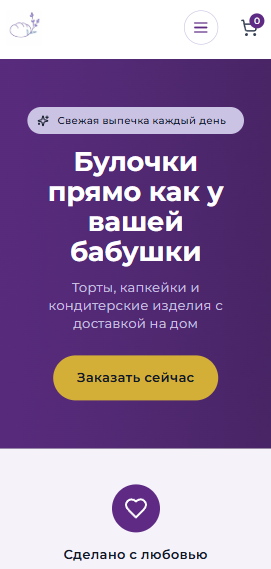 0
Свежая выпечка каждый день
Булочки
прямо как у
вашей
бабушки
Торты, капкейки и
кондитерские изделия с
доставкой на дом
Заказать сейчас
Сделано с любовью